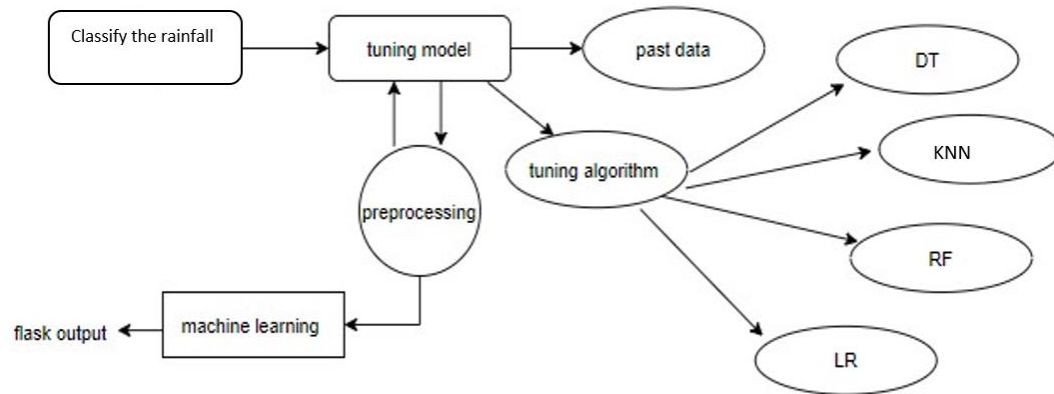 Classify the rainfall
tuning model
past data
DT
KNN
tuning algorithm
preprocessing
RF
machine learning
flask output
LR